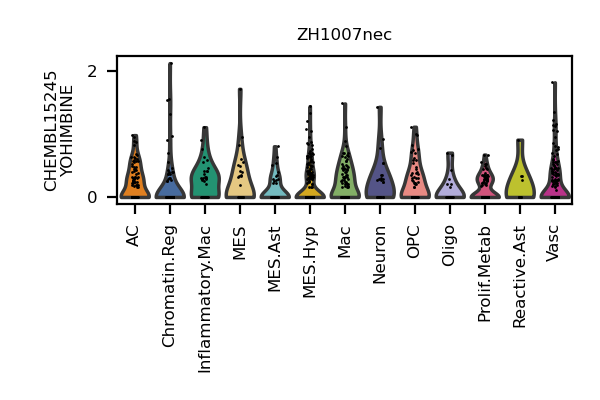 ZH1007nec
CHEMBL15245
YOHIMBINE
2
0
AC
Chromatin.Reg
Inflammatory.Mac
MES
MES.Ast
MES.Hyp
Mac
Neuron
OPC
Oligo
Prolif.Metab
Reactive.Ast
Vasc